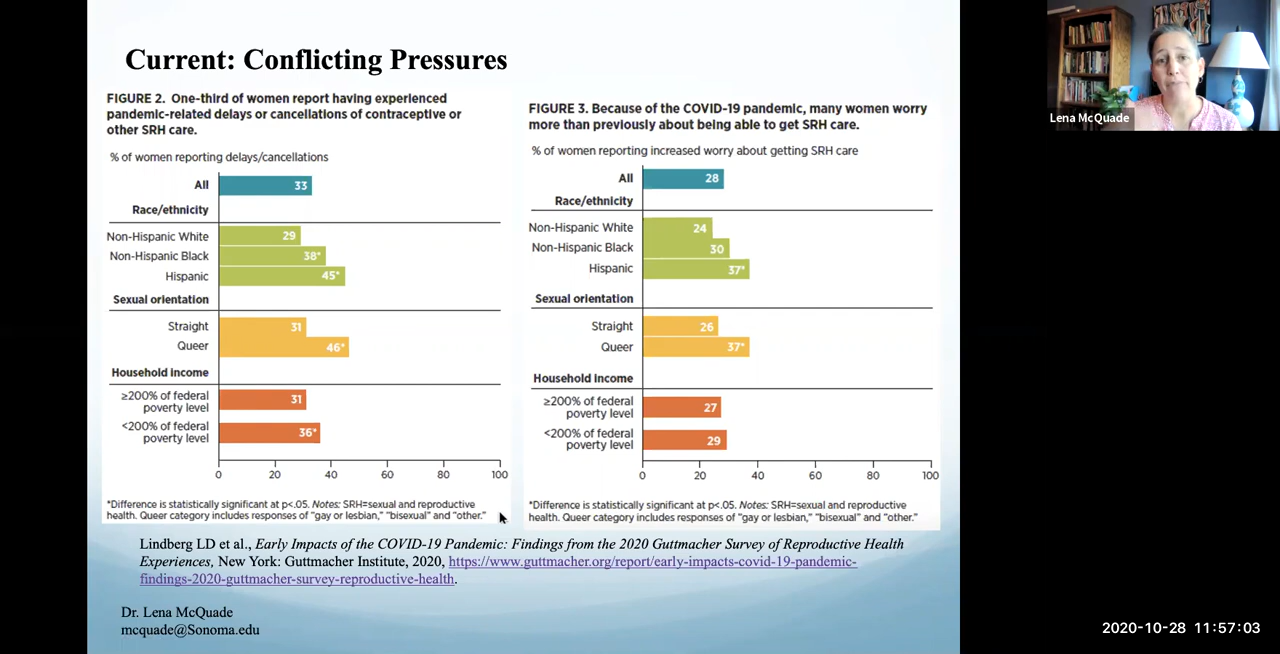 Current: Conflicting Pressures
FIGURE 2. One-third of women report having experienced
pandemic-related delays or cancellations of contraceptive or
other SRH care.
% of women reporting delays/cancellations
All 33
Race/ethnicity
Non-Hispanic White 29
Non-Hispanic Black 38*
Hispanic 45*
Sexual orientation
Straight 31
Queer 46*
Household income
≥200% of federal
poverty level 31
<200% of federal
poverty level 36*
0 20 40 60 80 100
*Difference is statistically significant at p<.05. Notes: SRH=sexual and reproductive
health. Queer category includes responses of "gay or lesbian," "bisexual" and "other."
FIGURE 3. Because of the COVID-19 pandemic, many women worry
more than previously about being able to get SRH care.
% of women reporting increased worry about getting SRH care
All 28
Race/ethnicity
Non-Hispanic White 24
Non-Hispanic Black 30
Hispanic 37*
Sexual orientation
Straight 26
Queer 37*
Household income
≥200% of federal
poverty level 27
<200% of federal
poverty level 29
0 20 40 60 80 100
*Difference is statistically significant at p<.05. Notes: SRH=sexual and reproductive
health. Queer category includes responses of "gay or lesbian," "bisexual" and "other."
Lindberg LD et al., Early Impacts of the COVID-19 Pandemic: Findings from the 2020 Guttmacher Survey of Reproductive Health
Experiences, New York: Guttmacher Institute, 2020, https://www.guttmacher.org/report/early-impacts-covid-19-pandemic-
findings-2020-guttmacher-survey-reproductive-health.
Dr. Lena McQuade
mcquade@Sonoma.edu
Lena McQuade
2020-10-28 11:57:03